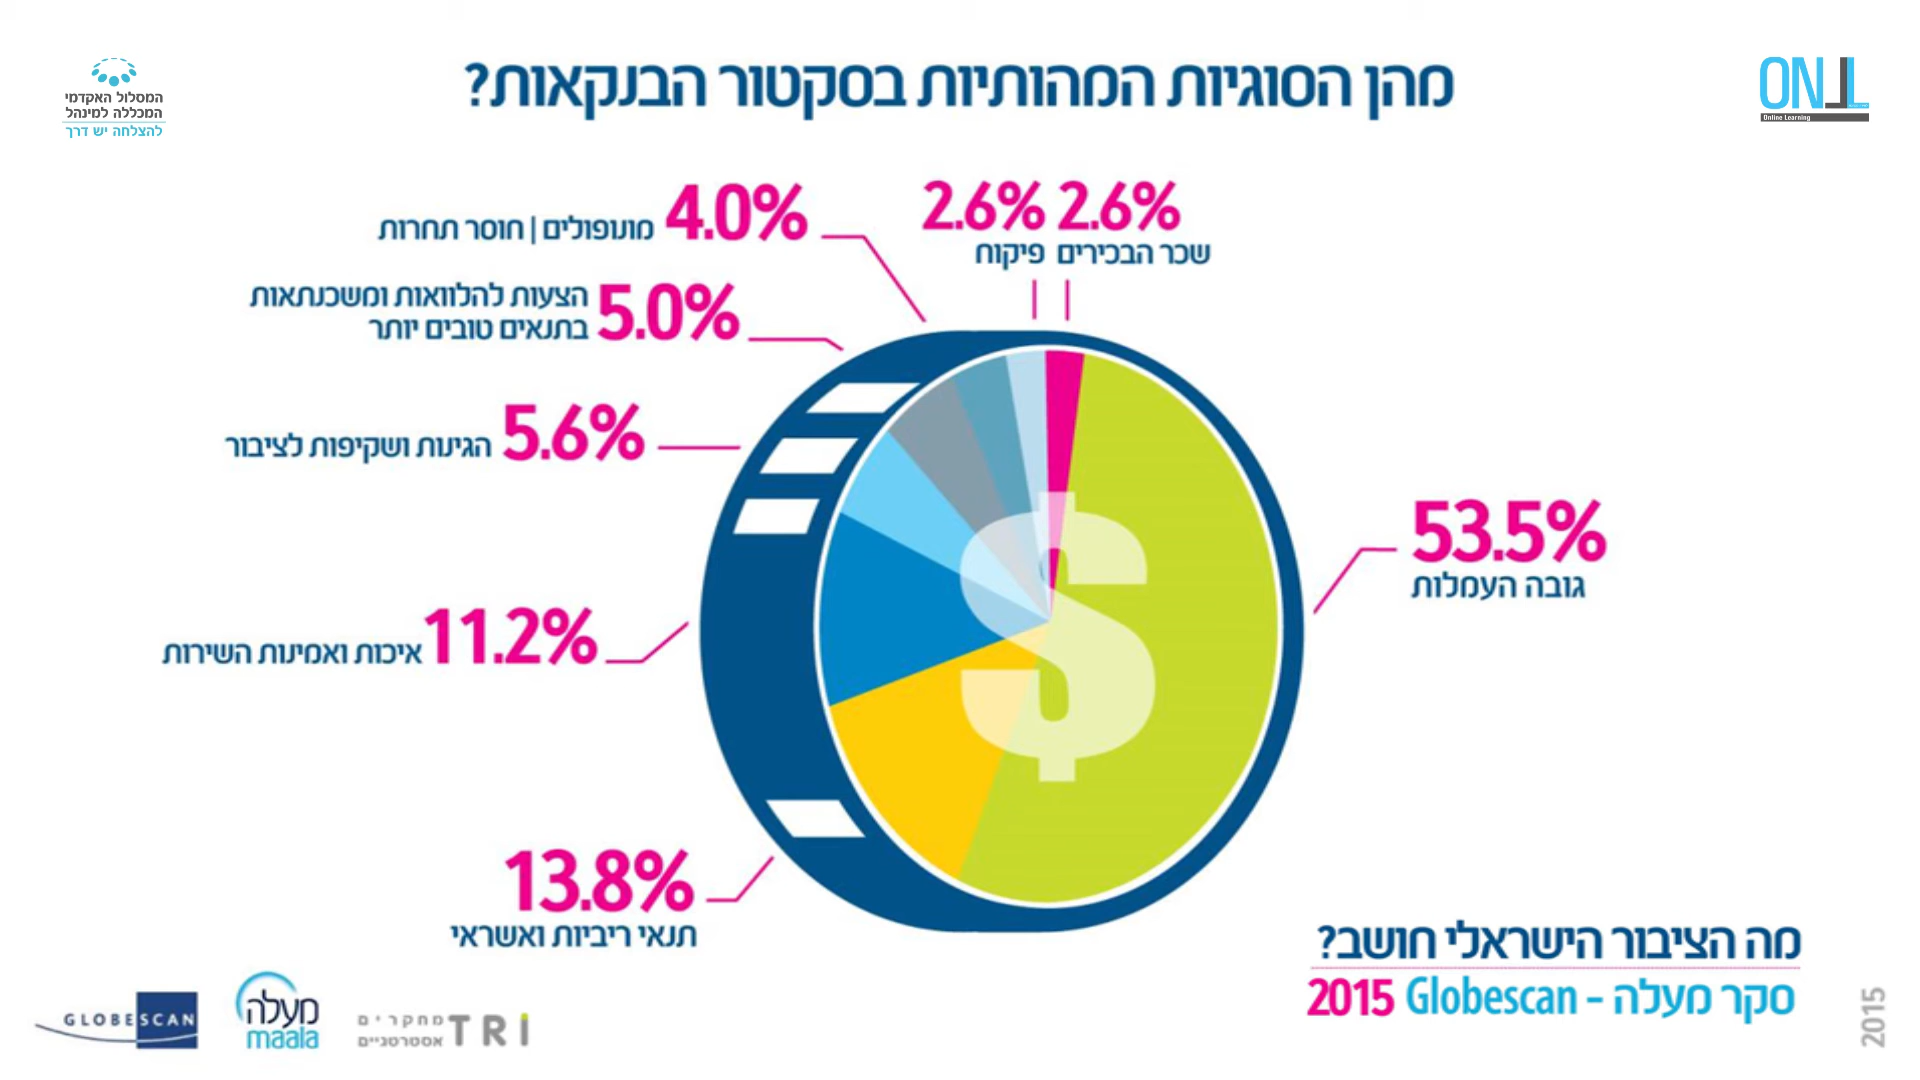 מהן הסוגיות המהותיות בסקטור הבנקאות?
ONLL
Online Learning
המסלול האקדמי
המכללה למינהל
להצלחה יש דרך
2.6%
שכר הבכירים
2.6%
פיקוח
4.0%
מונופולים | חוסר תחרות
5.0%
הצעות להלוואות ומשכנתאות
בתנאים טובים יותר
5.6%
הגינות ושקיפות לציבור
11.2%
איכות ואמינות השירות
13.8%
תנאי ריביות ואשראי
53.5%
גובה העמלות
$
מה הציבור הישראלי חושב?
סקר מעלה - Globescan 2015
2015
GLOBESCAN
מעלה
maala
TRI
מחקרים
אסטרטגיים